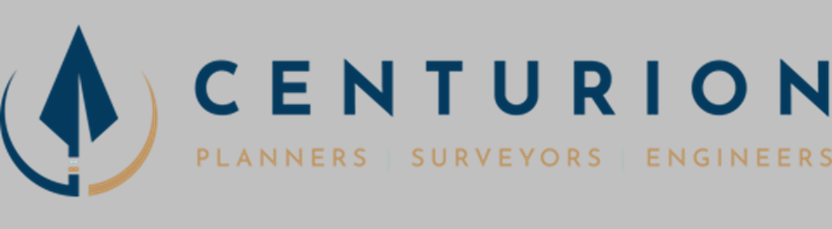 CENTURION
PLANNERS | SURVEYORS | ENGINEERS